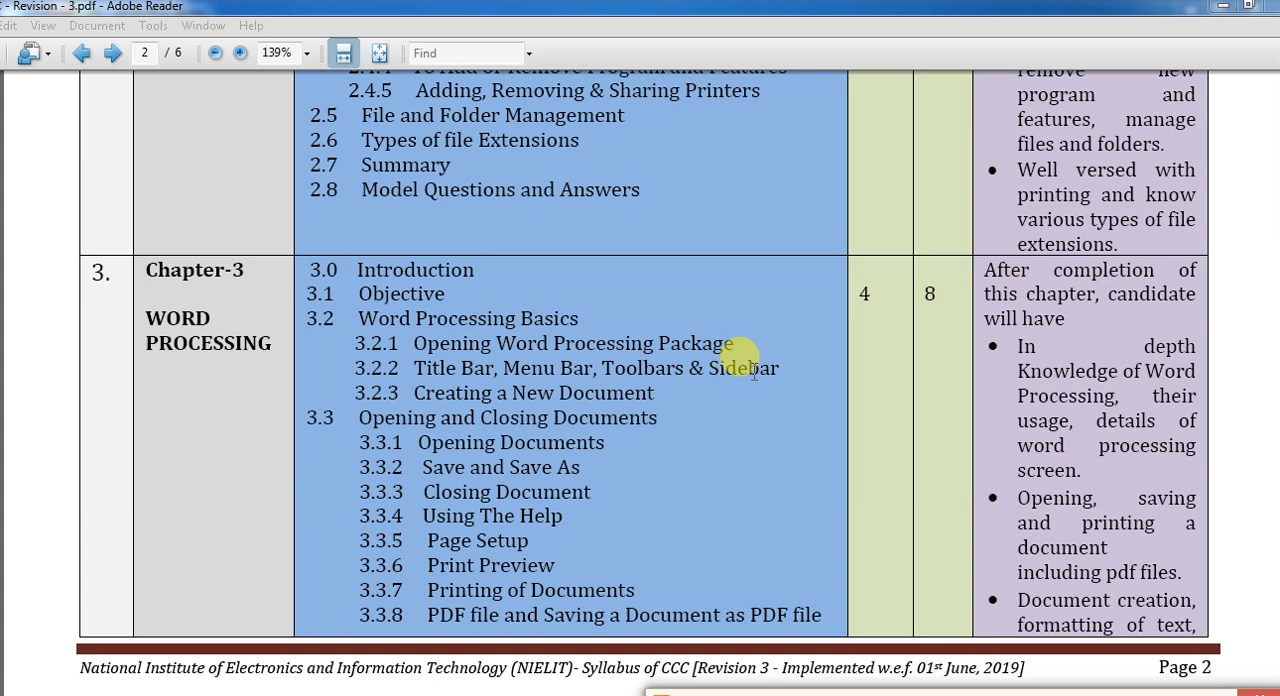 C - Revision - 3.pdf - Adobe Reader
Edit View Document Tools Window Help
2 / 6 139% Find
2.4.4 To Add or Remove Program and Features
2.4.5 Adding, Removing & Sharing Printers
2.5 File and Folder Management
2.6 Types of file Extensions
2.7 Summary
2.8 Model Questions and Answers
remove new
program and
features, manage
files and folders.
• Well versed with
printing and know
various types of file
extensions.
3.
Chapter-3
WORD
PROCESSING
3.0 Introduction
3.1 Objective
3.2 Word Processing Basics
3.2.1 Opening Word Processing Package
3.2.2 Title Bar, Menu Bar, Toolbars & Sidebar
3.2.3 Creating a New Document
3.3 Opening and Closing Documents
3.3.1 Opening Documents
3.3.2 Save and Save As
3.3.3 Closing Document
3.3.4 Using The Help
3.3.5 Page Setup
3.3.6 Print Preview
3.3.7 Printing of Documents
3.3.8 PDF file and Saving a Document as PDF file
4
8
After completion of
this chapter, candidate
will have
• In depth
Knowledge of Word
Processing, their
usage, details of
word processing
screen.
• Opening, saving
and printing a
document
including pdf files.
• Document creation,
formatting of text,
National Institute of Electronics and Information Technology (NIELIT)- Syllabus of CCC [Revision 3 - Implemented w.e.f. 01st June, 2019] Page 2